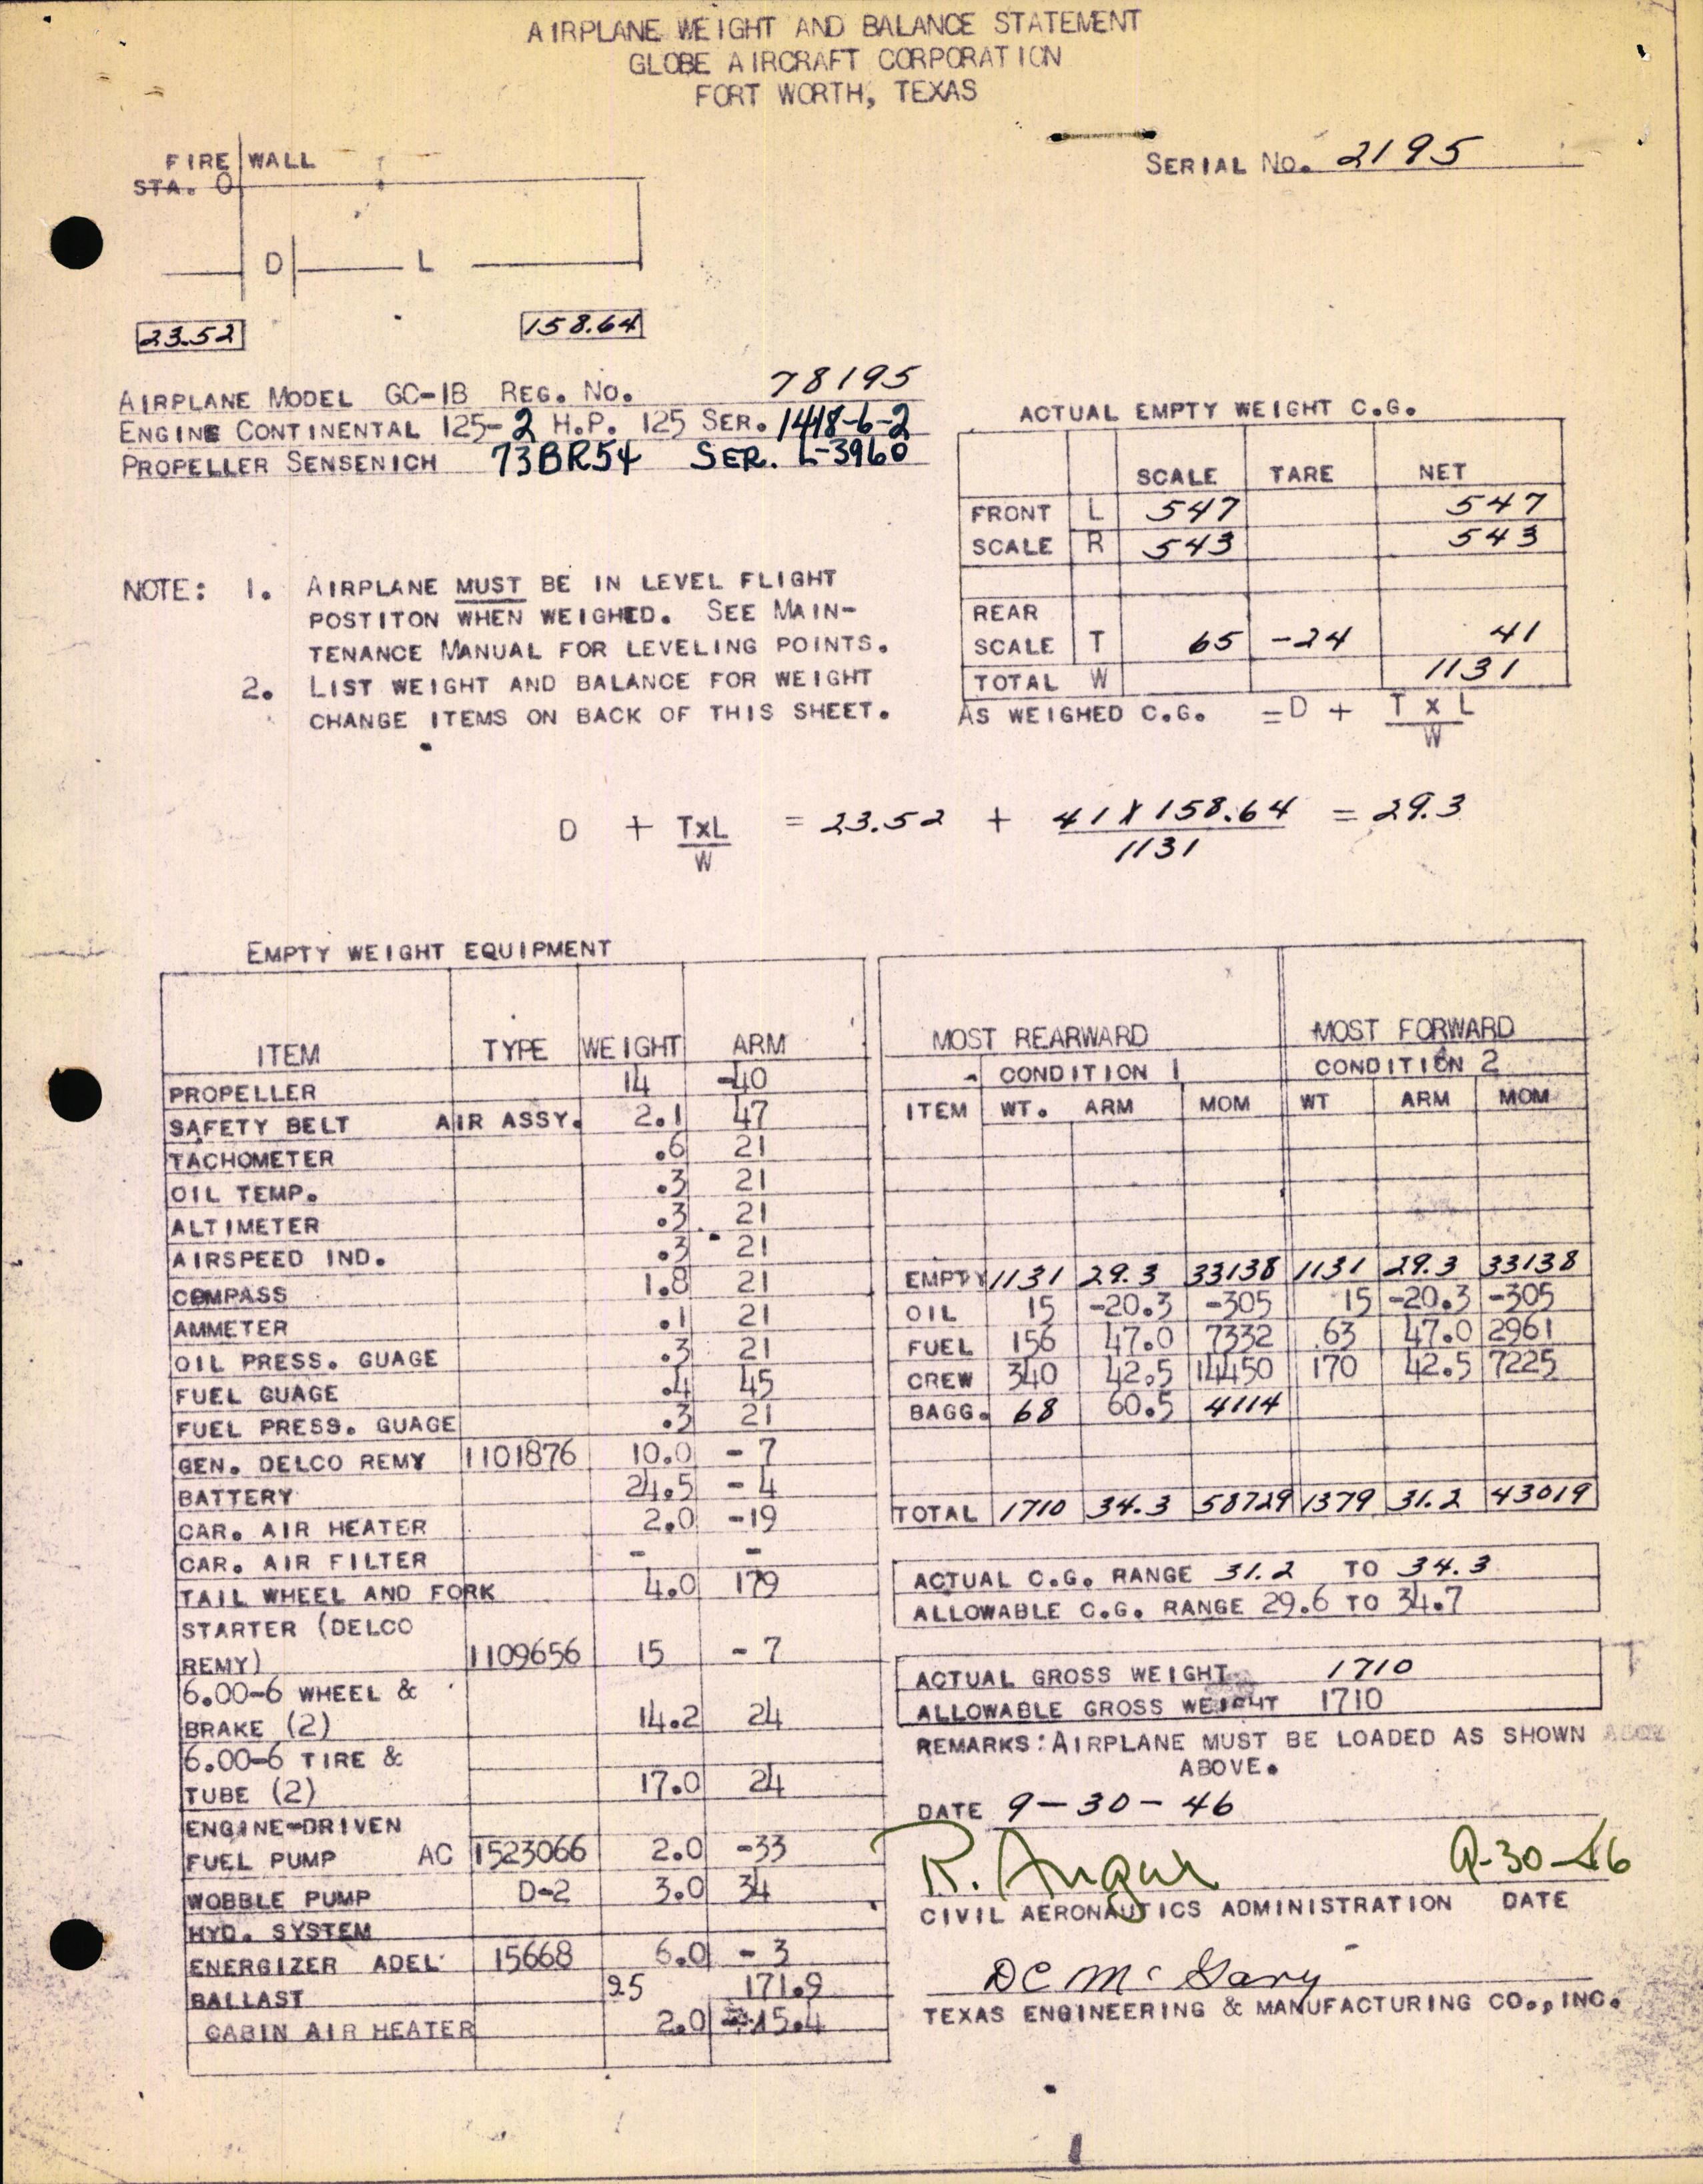 AIRPLANE WEIGHT AND BALANCE STATEMENT
GLOBE AIRCRAFT CORPORATION
FORT WORTH, TEXAS
SERIAL NO. 2195
FIRE WALL
STA. 0
D L
23.52 158.64
AIRPLANE MODEL GC-1B REG. NO. 78195
ENGINE CONTINENTAL 125-2 H.P. 125 SER. 1418-6-2
PROPELLER SENSENICH 73BR54 SER. L-3960
ACTUAL EMPTY WEIGHT C.G.
SCALE TARE NET
FRONT L 547 547
SCALE R 543 543
REAR
SCALE T 65 -24 41
TOTAL W 1131
AS WEIGHED C.G. = D + T x L
W
NOTE: 1. AIRPLANE MUST BE IN LEVEL FLIGHT
POSTITON WHEN WEIGHED. SEE MAIN-
TENANCE MANUAL FOR LEVELING POINTS.
2. LIST WEIGHT AND BALANCE FOR WEIGHT
CHANGE ITEMS ON BACK OF THIS SHEET.
D + TxL = 23.52 + 41 X 158.64 = 29.3
W 1131
EMPTY WEIGHT EQUIPMENT
ITEM TYPE WEIGHT ARM
PROPELLER 14 -40
SAFETY BELT AIR ASSY. 2.1 47
TACHOMETER .6 21
OIL TEMP. .3 21
ALTIMETER .3 21
AIRSPEED IND. .3 21
COMPASS 1.8 21
AMMETER .1 21
OIL PRESS. GUAGE .3 21
FUEL GUAGE .4 45
FUEL PRESS. GUAGE .3 21
GEN. DELCO REMY 1101876 10.0 - 7
BATTERY 24.5 - 4
CAR. AIR HEATER 2.0 -19
CAR. AIR FILTER - -
TAIL WHEEL AND FORK 4.0 179
STARTER (DELCO
REMY) 1109656 15 - 7
6.00-6 WHEEL &
BRAKE (2) 14.2 24
6.00-6 TIRE &
TUBE (2) 17.0 24
ENGINE-DRIVEN
FUEL PUMP AC 1523066 2.0 -33
WOBBLE PUMP D-2 3.0 34
HYD. SYSTEM
ENERGIZER ADEL 15668 6.0 - 3
BALLAST 25 171.9
CABIN AIR HEATER 2.0 15.4
MOST REARWARD MOST FORWARD
- CONDITION 1 CONDITION 2
ITEM WT. ARM MOM WT ARM MOM
EMPTY 1131 29.3 33138 1131 29.3 33138
OIL 15 -20.3 -305 15 -20.3 -305
FUEL 156 47.0 7332 63 47.0 2961
CREW 340 42.5 14450 170 42.5 7225
BAGG. 68 60.5 4114
TOTAL 1710 34.3 58729 1379 31.2 43019
ACTUAL C.G. RANGE 31.2 TO 34.3
ALLOWABLE C.G. RANGE 29.6 TO 34.7
ACTUAL GROSS WEIGHT 1710
ALLOWABLE GROSS WEIGHT 1710
REMARKS: AIRPLANE MUST BE LOADED AS SHOWN
ABOVE.
DATE 9-30-46
R. Angur 9-30-46
CIVIL AERONAUTICS ADMINISTRATION DATE
DC McGary
TEXAS ENGINEERING & MANUFACTURING CO., INC.
1